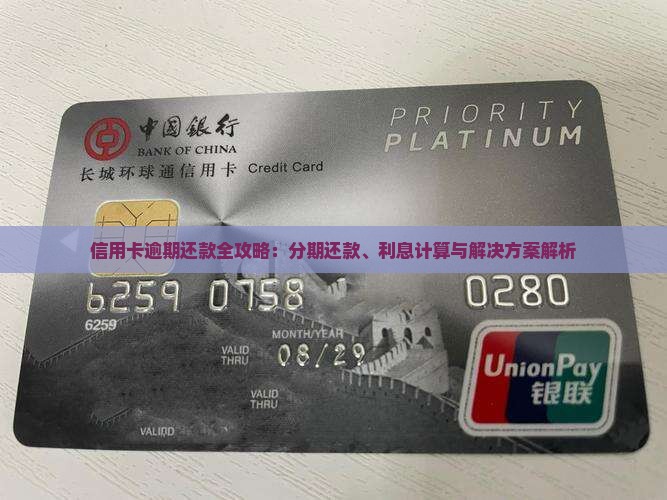 中國銀行
BANK OF CHINA
长城环球通信用卡 Credit Card
PRIORITY
PLATINUM
信用卡逾期还款全攻略：分期还款、利息计算与解决方案解析
6259 0758 0280
6259
MONTH/YEAR
VALID
THRU
08/29
VALID
THRU
VALID
UnionPay
银联